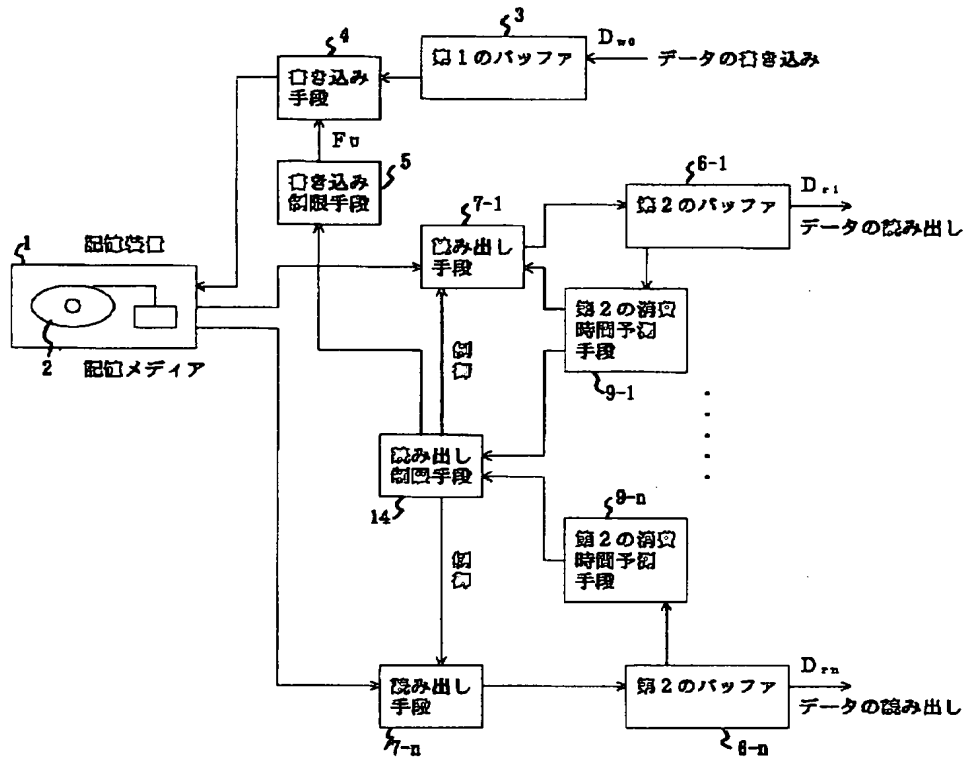 3
4
第1のバッファ
Dw0
データの書き込み
書き込み
手段
FU
5
書き込み
制限手段
6-1
第2のバッファ
Dr1
データの読み出し
7-1
読み出し
手段
1
記憶装置
2
記憶メディア
第2の消費
時間予測
手段
9-1
読み出し
制御手段
14
9-n
第2の消費
時間予測
手段
読み出し
手段
7-n
第2のバッファ
6-n
Drn
データの読み出し